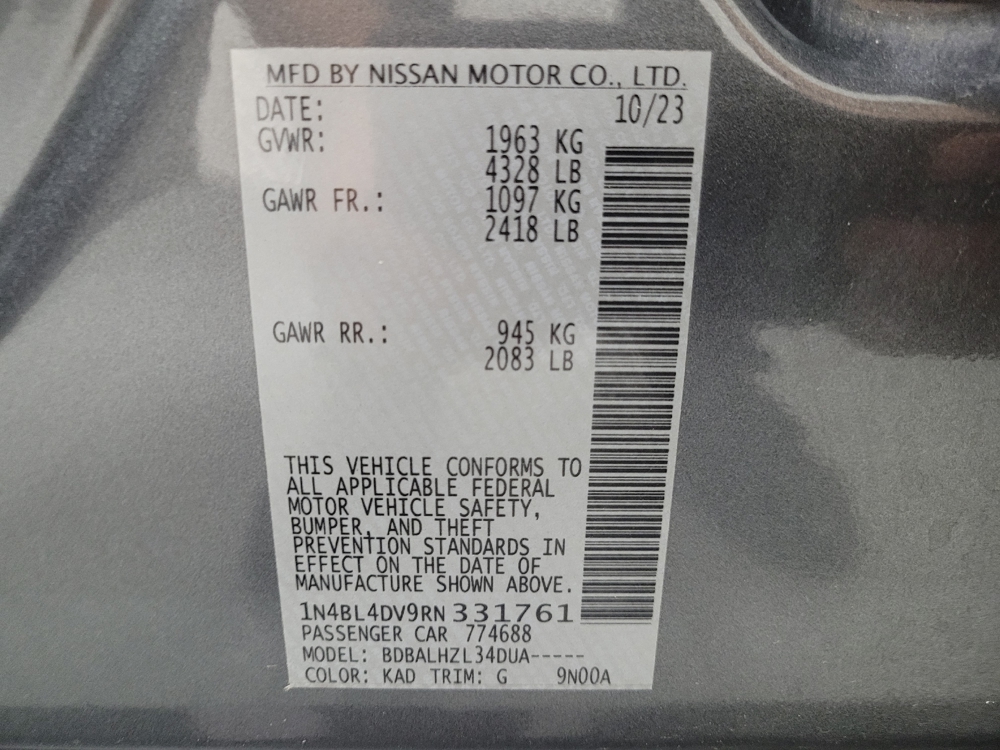 MFD BY NISSAN MOTOR CO., LTD.
DATE: 10/23
GVWR: 1963 KG
4328 LB
GAWR FR.: 1097 KG
2418 LB
GAWR RR.: 945 KG
2083 LB
THIS VEHICLE CONFORMS TO
ALL APPLICABLE FEDERAL
MOTOR VEHICLE SAFETY,
BUMPER, AND THEFT
PREVENTION STANDARDS IN
EFFECT ON THE DATE OF
MANUFACTURE SHOWN ABOVE.
1N4BL4DV9RN331761
PASSENGER CAR 774688
MODEL: BDBALHZL34DUA-----
COLOR: KAD TRIM: G 9N00A